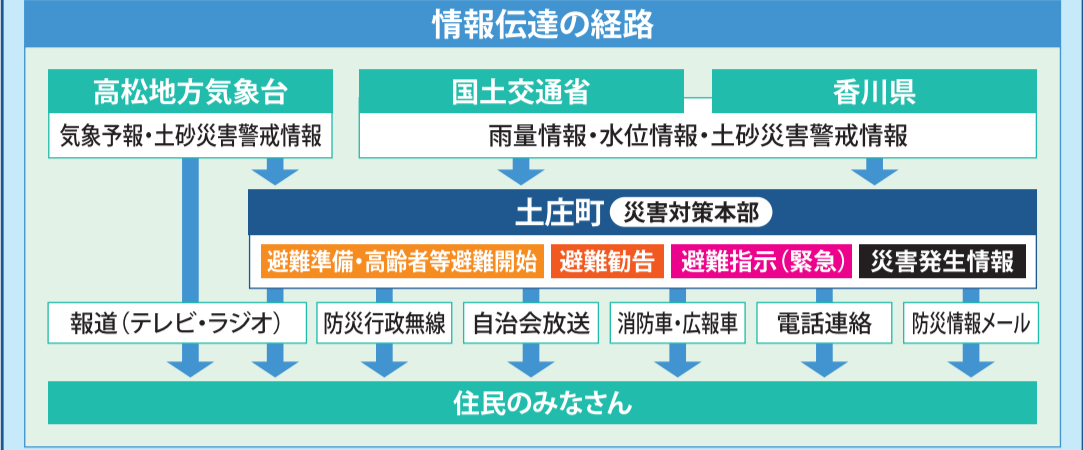 情報伝達の経路
高松地方気象台
気象予報・土砂災害警戒情報
国土交通省
香川県
雨量情報・水位情報・土砂災害警戒情報
土庄町 災害対策本部
避難準備・高齢者等避難開始
避難勧告
避難指示(緊急)
災害発生情報
報道(テレビ・ラジオ)
防災行政無線
自治会放送
消防車・広報車
電話連絡
防災情報メール
住民のみなさん